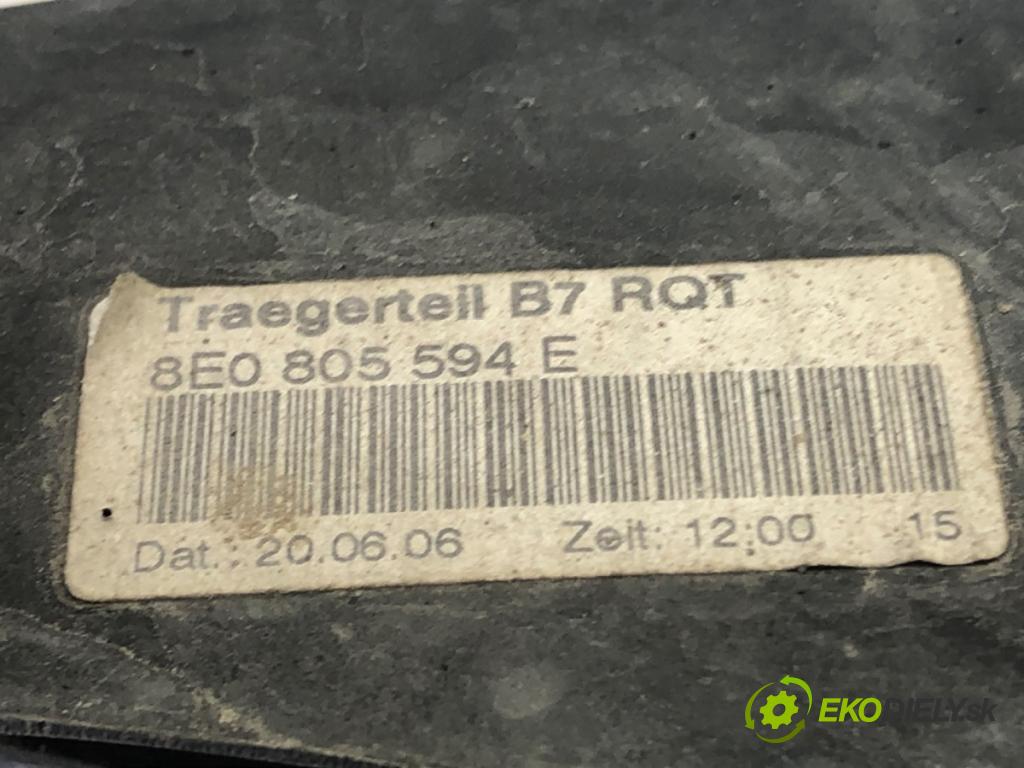 Traegerteil B7 RQT
8E0 805 594 E
Dat.: 20.06.06 Zeit: 12:00 15
EKODIELY.sk